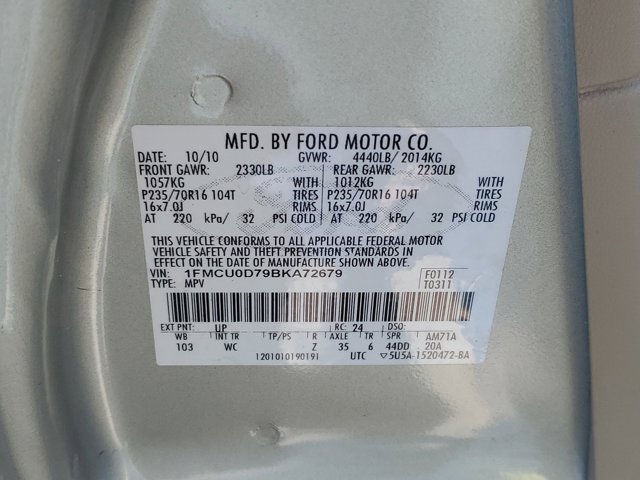 MFD. BY FORD MOTOR CO.
DATE: 10/10 GVWR: 4440LB/ 2014KG
FRONT GAWR: 2330LB REAR GAWR: 2230LB
1057KG WITH 1012KG WITH
P235/70R16 104T TIRES P235/70R16 104T TIRES
16x7.0J RIMS 16x7.0J RIMS
AT 220 kPa/ 32 PSI COLD AT 220 kPa/ 32 PSI COLD
THIS VEHICLE CONFORMS TO ALL APPLICABLE FEDERAL MOTOR
VEHICLE SAFETY AND THEFT PREVENTION STANDARDS IN
EFFECT ON THE DATE OF MANUFACTURE SHOWN ABOVE.
VIN: 1FMCU0D79BKA72679 F0112
TYPE: MPV T0311
EXT PNT: UP RC: 24 DSO:
WB INT TR TP/PS R AXLE TR SPR AM71A
103 WC Z 35 6 44DD 20A
1201010190191 UTC ▽5U5A-1520472-BA